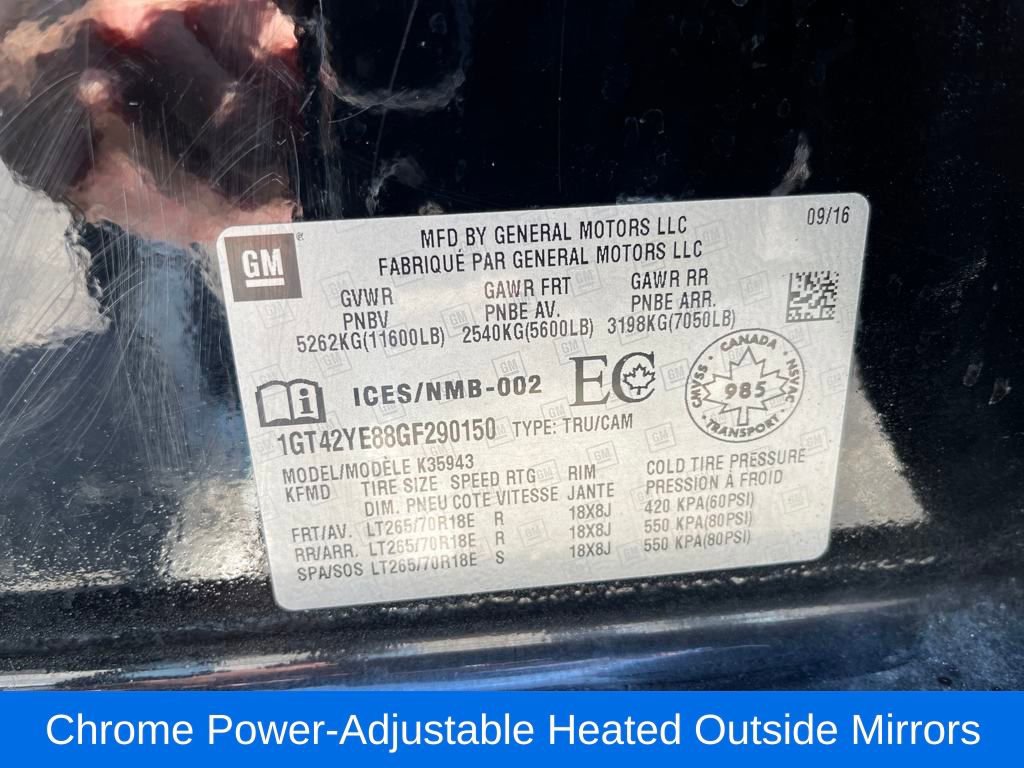 GM
®
MFD BY GENERAL MOTORS LLC
FABRIQUÉ PAR GENERAL MOTORS LLC
09/16
GVWR GAWR FRT GAWR RR
PNBV PNBE AV. PNBE ARR.
5262KG(11600LB) 2540KG(5600LB) 3198KG(7050LB)
i ICES/NMB-002 EC
CANADA
CMVSS 985 NSVAC
TRANSPORT
1GT42YE88GF290150 TYPE: TRU/CAM
MODEL/MODÈLE K35943
KFMD TIRE SIZE SPEED RTG RIM COLD TIRE PRESSURE
DIM. PNEU COTE VITESSE JANTE PRESSION À FROID
FRT/AV. LT265/70R18E R 18X8J 420 KPA(60PSI)
RR/ARR. LT265/70R18E R 18X8J 550 KPA(80PSI)
SPA/SOS LT265/70R18E S 18X8J 550 KPA(80PSI)
Chrome Power-Adjustable Heated Outside Mirrors